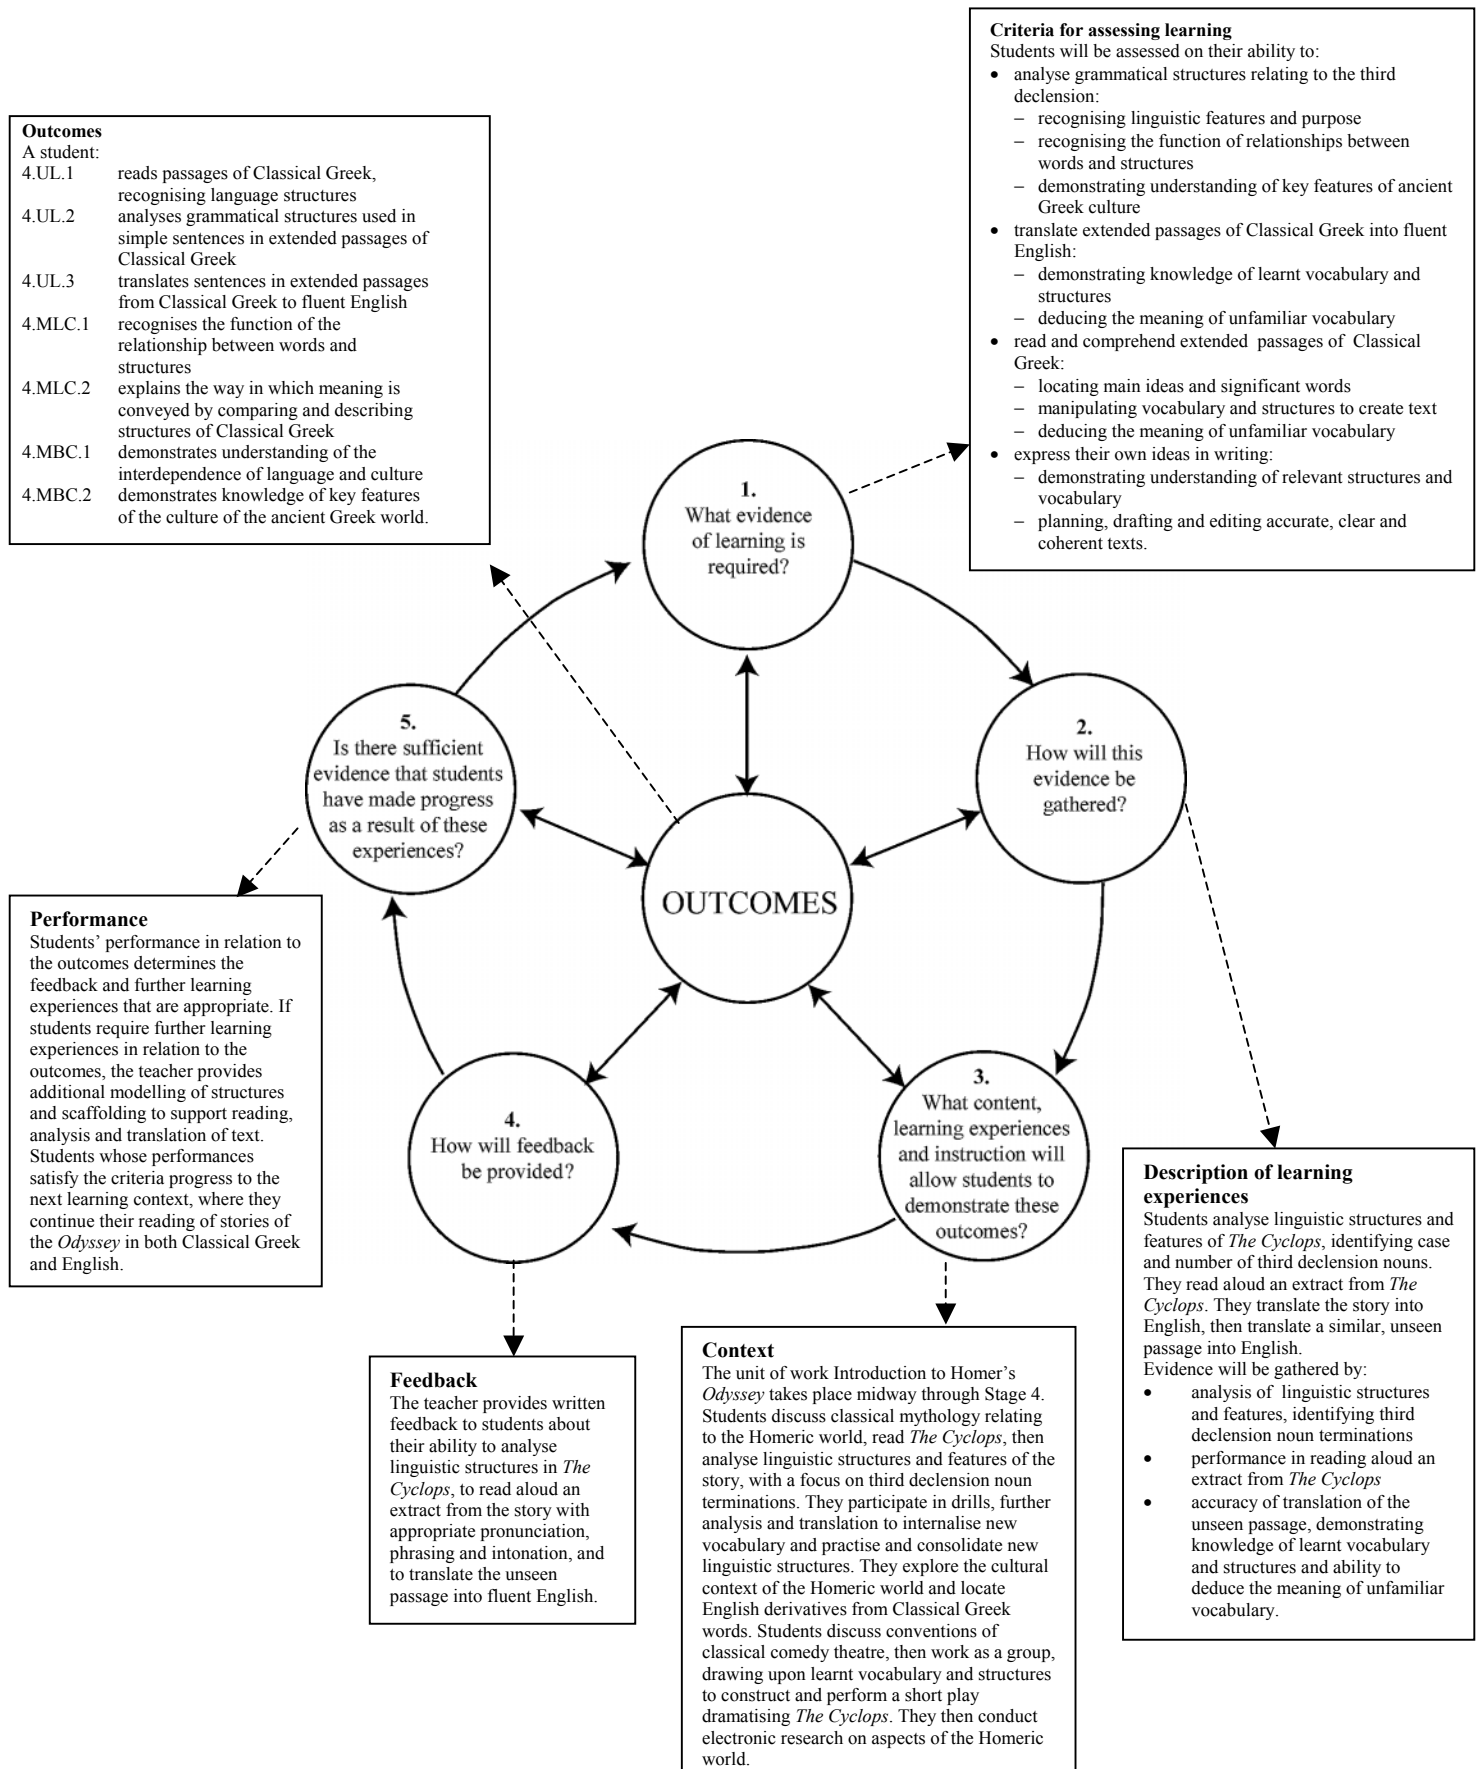 Criteria for assessing learning
Students will be assessed on their ability to:
• analyse grammatical structures relating to the third
declension:
– recognising linguistic features and purpose
– recognising the function of relationships between
words and structures
– demonstrating understanding of key features of ancient
Greek culture
• translate extended passages of Classical Greek into fluent
English:
– demonstrating knowledge of learnt vocabulary and
structures
– deducing the meaning of unfamiliar vocabulary
• read and comprehend extended passages of Classical
Greek:
– locating main ideas and significant words
– manipulating vocabulary and structures to create text
– deducing the meaning of unfamiliar vocabulary
• express their own ideas in writing:
– demonstrating understanding of relevant structures and
vocabulary
– planning, drafting and editing accurate, clear and
coherent texts.
Outcomes
A student:
4.UL.1 reads passages of Classical Greek,
recognising language structures
4.UL.2 analyses grammatical structures used in
simple sentences in extended passages of
Classical Greek
4.UL.3 translates sentences in extended passages
from Classical Greek to fluent English
4.MLC.1 recognises the function of the
relationship between words and
structures
4.MLC.2 explains the way in which meaning is
conveyed by comparing and describing
structures of Classical Greek
4.MBC.1 demonstrates understanding of the
interdependence of language and culture
4.MBC.2 demonstrates knowledge of key features
of the culture of the ancient Greek world.
1.
What evidence
of learning is
required?
2.
How will this
evidence be
gathered?
5.
Is there sufficient
evidence that students
have made progress
as a result of these
experiences?
OUTCOMES
3.
What content,
learning experiences
and instruction will
allow students to
demonstrate these
outcomes?
4.
How will feedback
be provided?
Performance
Students’ performance in relation to
the outcomes determines the
feedback and further learning
experiences that are appropriate. If
students require further learning
experiences in relation to the
outcomes, the teacher provides
additional modelling of structures
and scaffolding to support reading,
analysis and translation of text.
Students whose performances
satisfy the criteria progress to the
next learning context, where they
continue their reading of stories of
the Odyssey in both Classical Greek
and English.
Description of learning
experiences
Students analyse linguistic structures and
features of The Cyclops, identifying case
and number of third declension nouns.
They read aloud an extract from The
Cyclops. They translate the story into
English, then translate a similar, unseen
passage into English.
Evidence will be gathered by:
• analysis of linguistic structures
and features, identifying third
declension noun terminations
• performance in reading aloud an
extract from The Cyclops
• accuracy of translation of the
unseen passage, demonstrating
knowledge of learnt vocabulary
and structures and ability to
deduce the meaning of unfamiliar
vocabulary.
Feedback
The teacher provides written
feedback to students about
their ability to analyse
linguistic structures in The
Cyclops, to read aloud an
extract from the story with
appropriate pronunciation,
phrasing and intonation, and
to translate the unseen
passage into fluent English.
Context
The unit of work Introduction to Homer’s
Odyssey takes place midway through Stage 4.
Students discuss classical mythology relating
to the Homeric world, read The Cyclops, then
analyse linguistic structures and features of the
story, with a focus on third declension noun
terminations. They participate in drills, further
analysis and translation to internalise new
vocabulary and practise and consolidate new
linguistic structures. They explore the cultural
context of the Homeric world and locate
English derivatives from Classical Greek
words. Students discuss conventions of
classical comedy theatre, then work as a group,
drawing upon learnt vocabulary and structures
to construct and perform a short play
dramatising The Cyclops. They then conduct
electronic research on aspects of the Homeric
world.